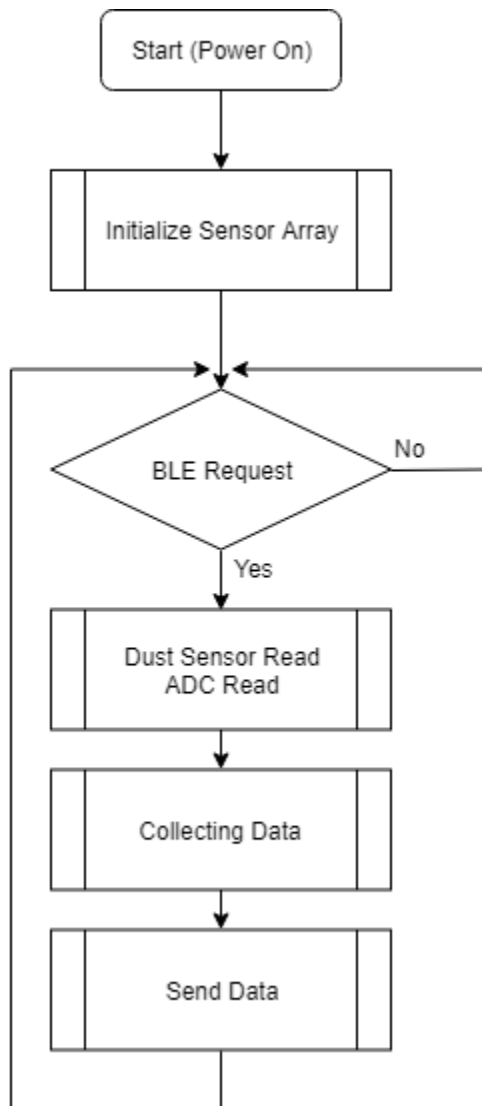 Start (Power On)
Initialize Sensor Array
BLE Request
No
Yes
Dust Sensor Read
ADC Read
Collecting Data
Send Data